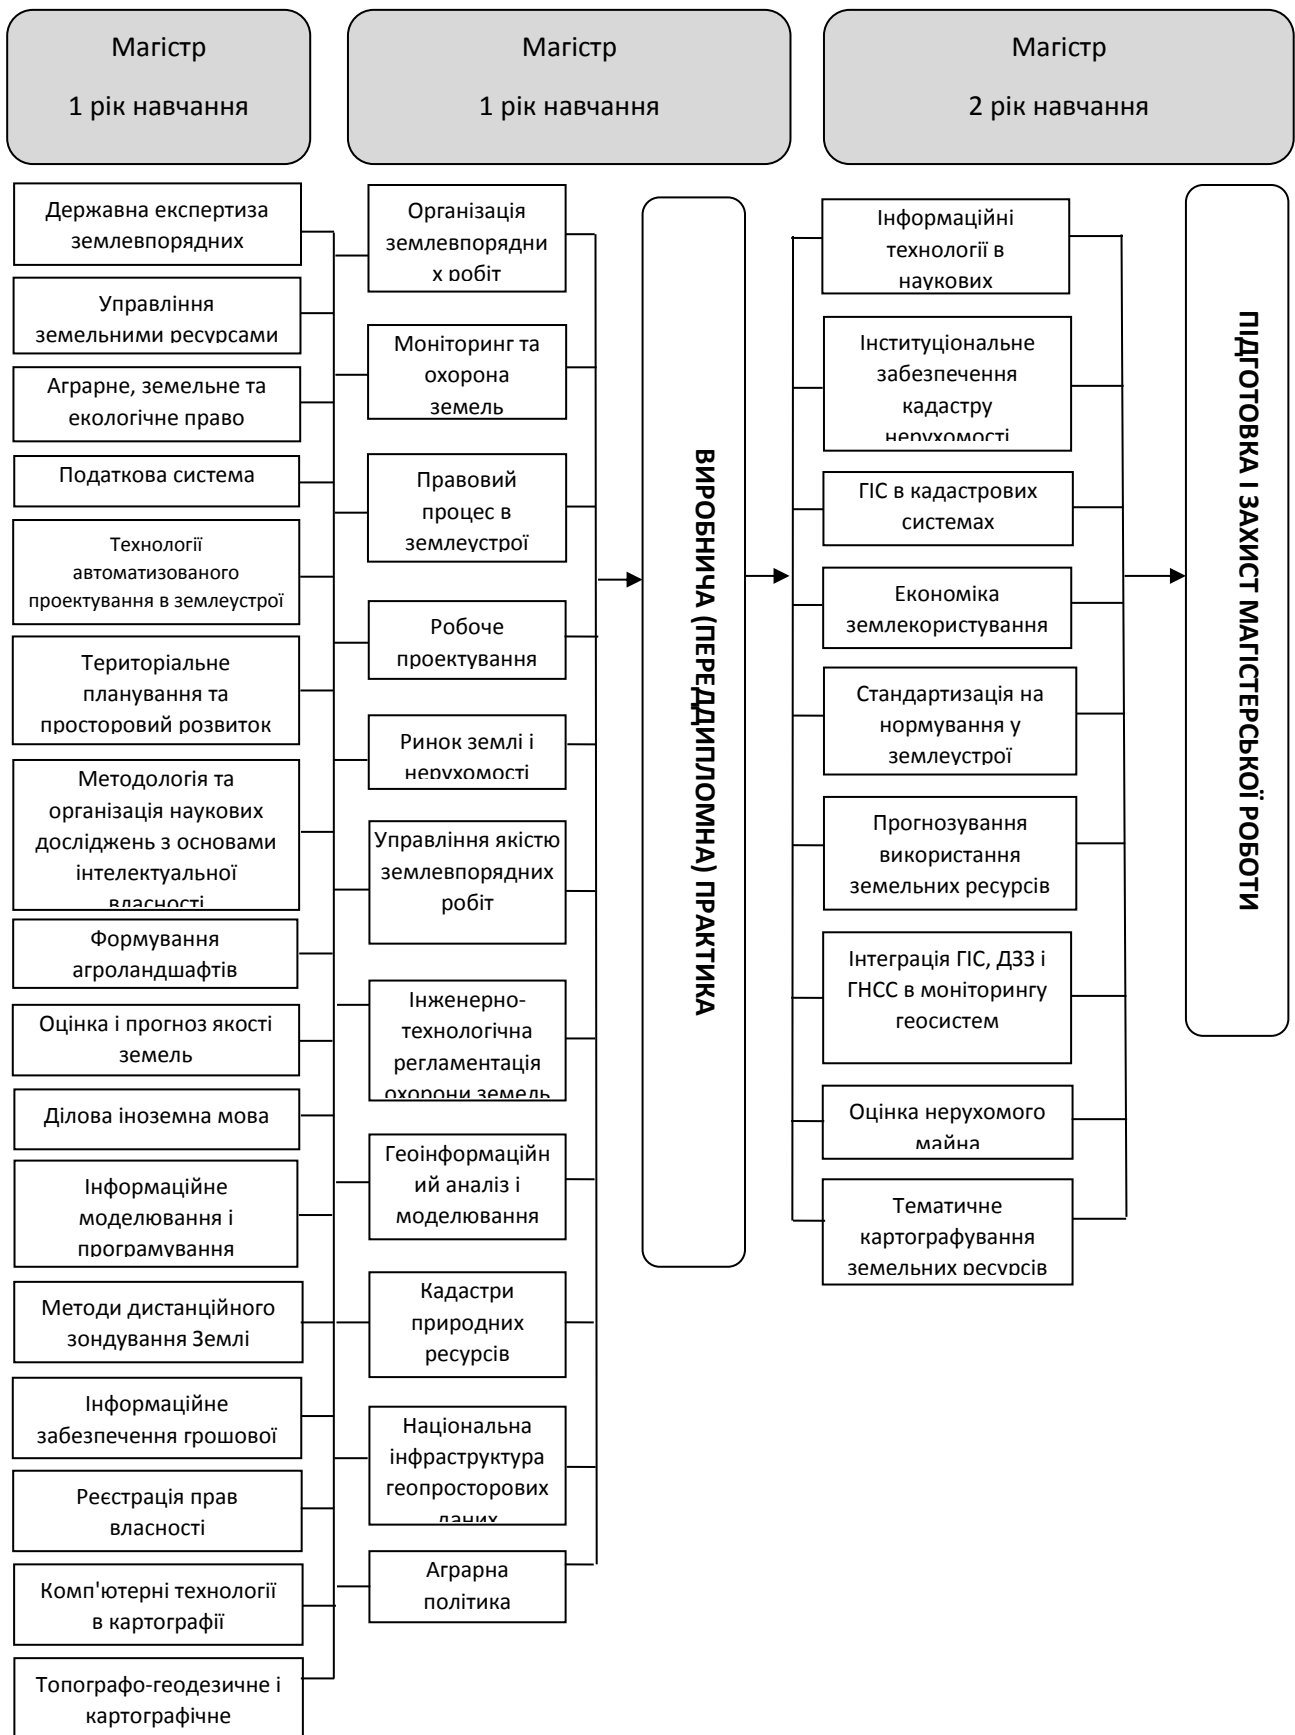 Магістр
1 рік навчання
Магістр
1 рік навчання
Магістр
2 рік навчання
Державна експертиза
землевпорядних
Управління
земельними ресурсами
Аграрне, земельне та
екологічне право
Податкова система
Технології
автоматизованого
проектування в землеустрої
Територіальне
планування та
просторовий розвиток
Методологія та
організація наукових
досліджень з основами
інтелектуальної
власності
Формування
агроландшафтів
Оцінка і прогноз якості
земель
Ділова іноземна мова
Інформаційне
моделювання і
програмування
Методи дистанційного
зондування Землі
Інформаційне
забезпечення грошової
Реєстрація прав
власності
Комп'ютерні технології
в картографії
Топографо-геодезичне і
картографічне
Організація
землевпорядни
х робіт
Моніторинг та
охорона
земель
Правовий
процес в
землеустрої
Робоче
проектування
Ринок землі і
нерухомості
Управління якістю
землевпорядних
робіт
Інженерно-
технологічна
регламентація
охорони земель
Геоінформаційн
ий аналіз і
моделювання
Кадастри
природних
ресурсів
Національна
інфраструктура
геопросторових
даних
Аграрна
політика
ВИРОБНИЧА (ПЕРЕДДИПЛОМНА) ПРАКТИКА
Інформаційні
технології в
наукових
Інституціональне
забезпечення
кадастру
нерухомості
ГІС в кадастрових
системах
Економіка
землекористування
Стандартизація на
нормування у
землеустрої
Прогнозування
використання
земельних ресурсів
Інтеграція ГІС, ДЗЗ і
ГНСС в моніторингу
геосистем
Оцінка нерухомого
майна
Тематичне
картографування
земельних ресурсів
ПІДГОТОВКА І ЗАХИСТ МАГІСТЕРСЬКОЇ РОБОТИ